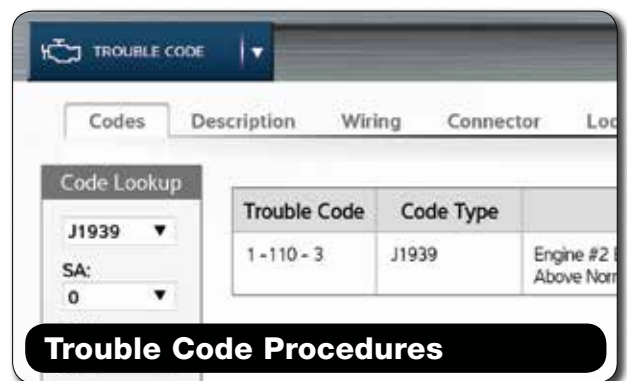 TROUBLE CODE
Codes Description Wiring Connector
Code Lookup
J1939
SA:
0
Trouble Code Code Type
1 - 110 - 3 J1939 Engine #2
Above
Trouble Code Procedures